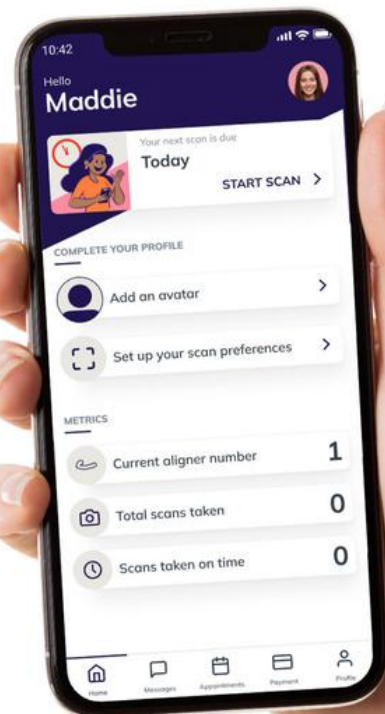 10:42
Hello
Maddie
Your next scan is due
Today
START SCAN
COMPLETE YOUR PROFILE
Add an avatar
Set up your scan preferences
METRICS
Current aligner number 1
Total scans taken 0
Scans taken on time 0
Home Messages Appointments Payment Profile